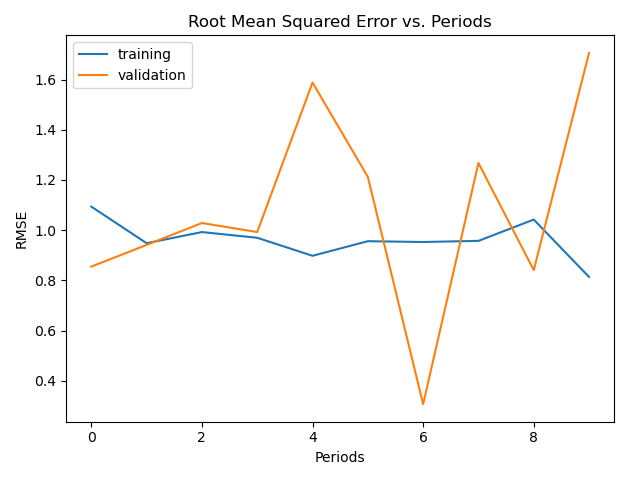 Root Mean Squared Error vs. Periods
training
validation
RMSE
1.6
1.4
1.2
1.0
0.8
0.6
0.4
0 2 4 6 8
Periods